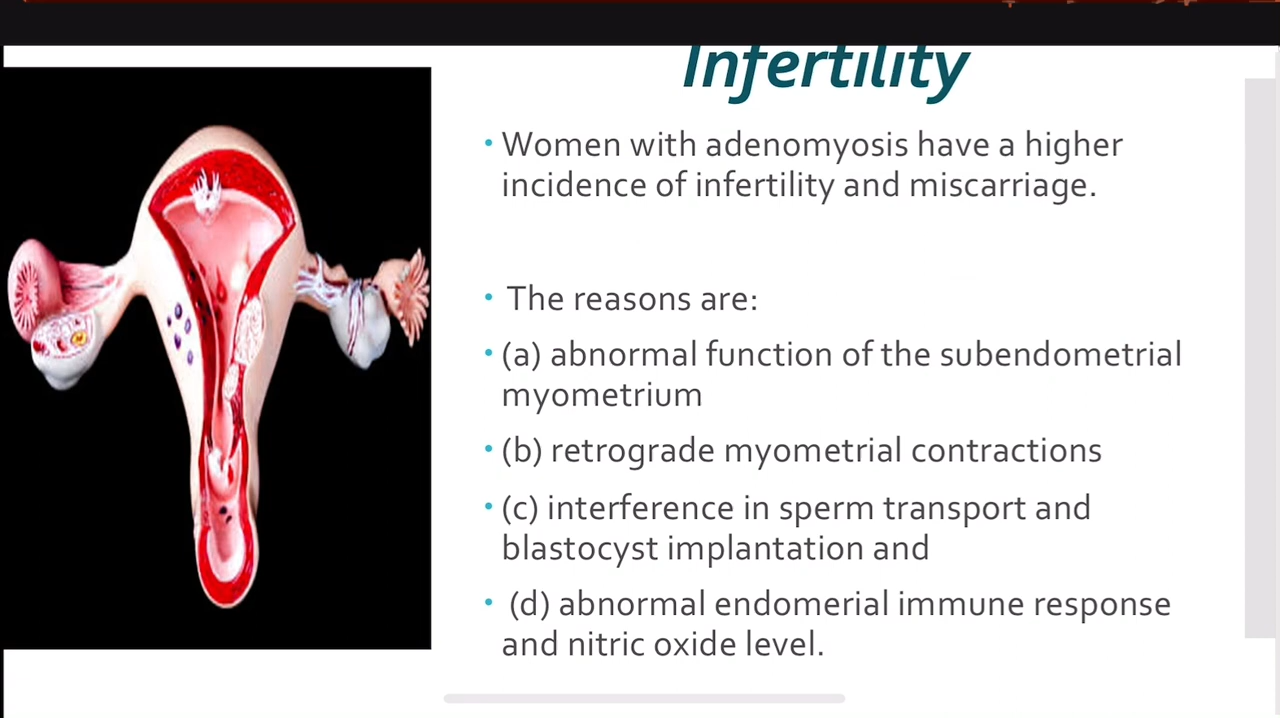 Infertility
• Women with adenomyosis have a higher
incidence of infertility and miscarriage.
• The reasons are:
• (a) abnormal function of the subendometrial
myometrium
• (b) retrograde myometrial contractions
• (c) interference in sperm transport and
blastocyst implantation and
• (d) abnormal endomerial immune response
and nitric oxide level.